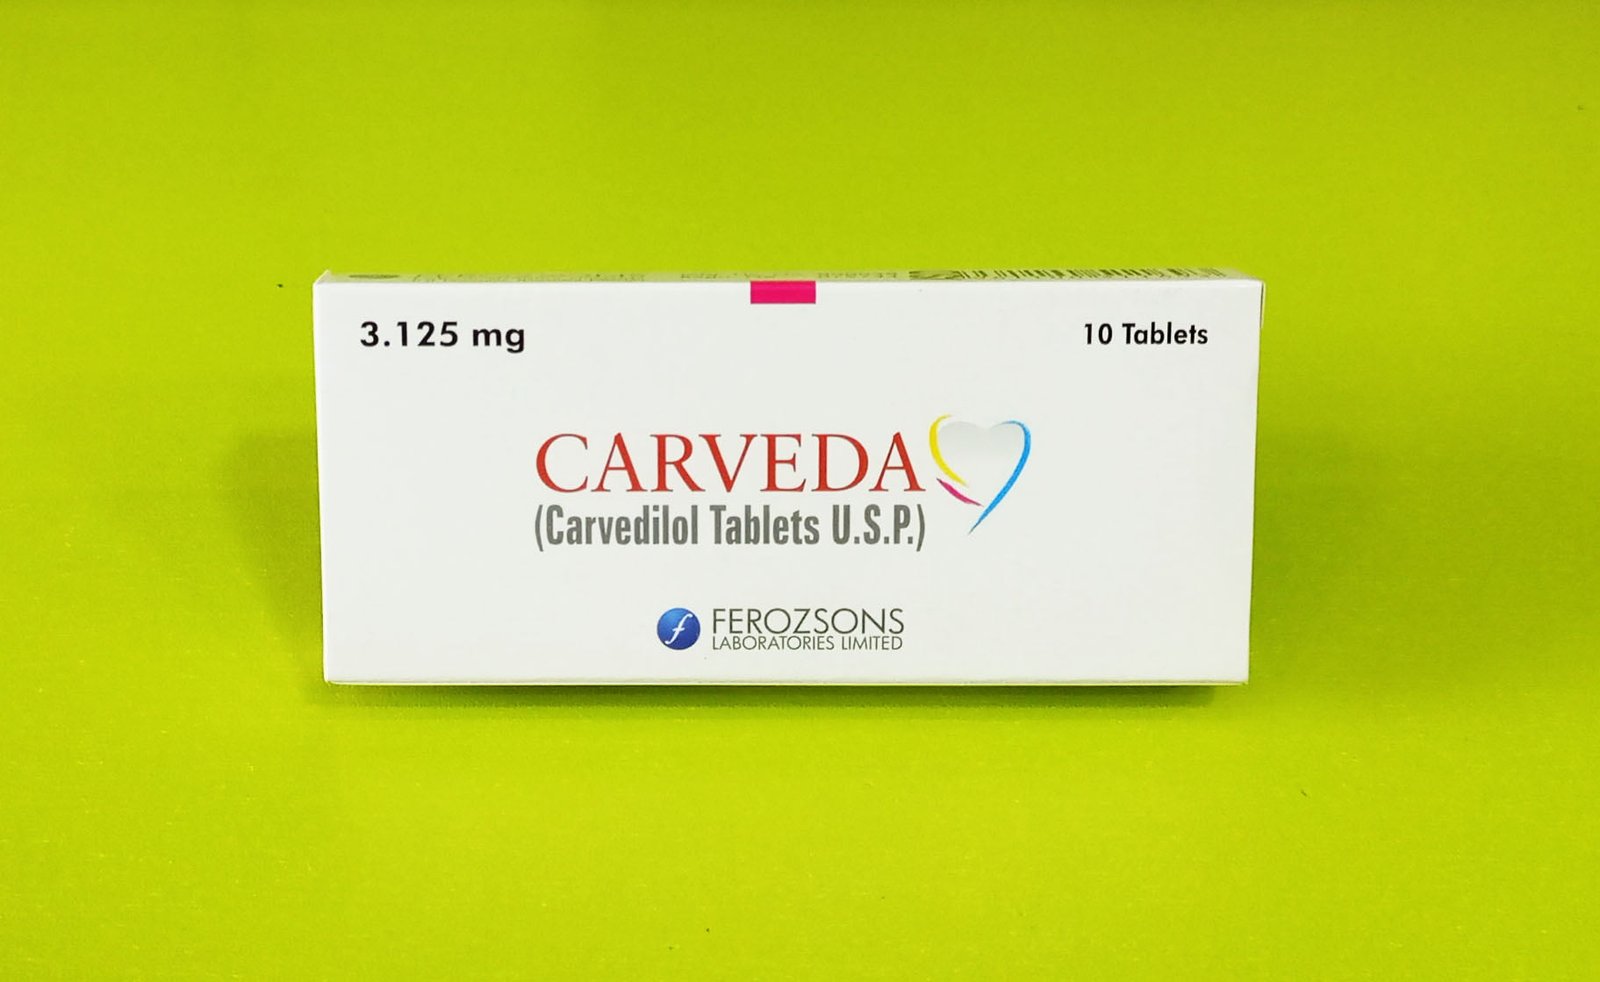 3.125 mg
10 Tablets
CARVEDA
(Carvedilol Tablets U.S.P.)
f FEROZSONS
LABORATORIES LIMITED